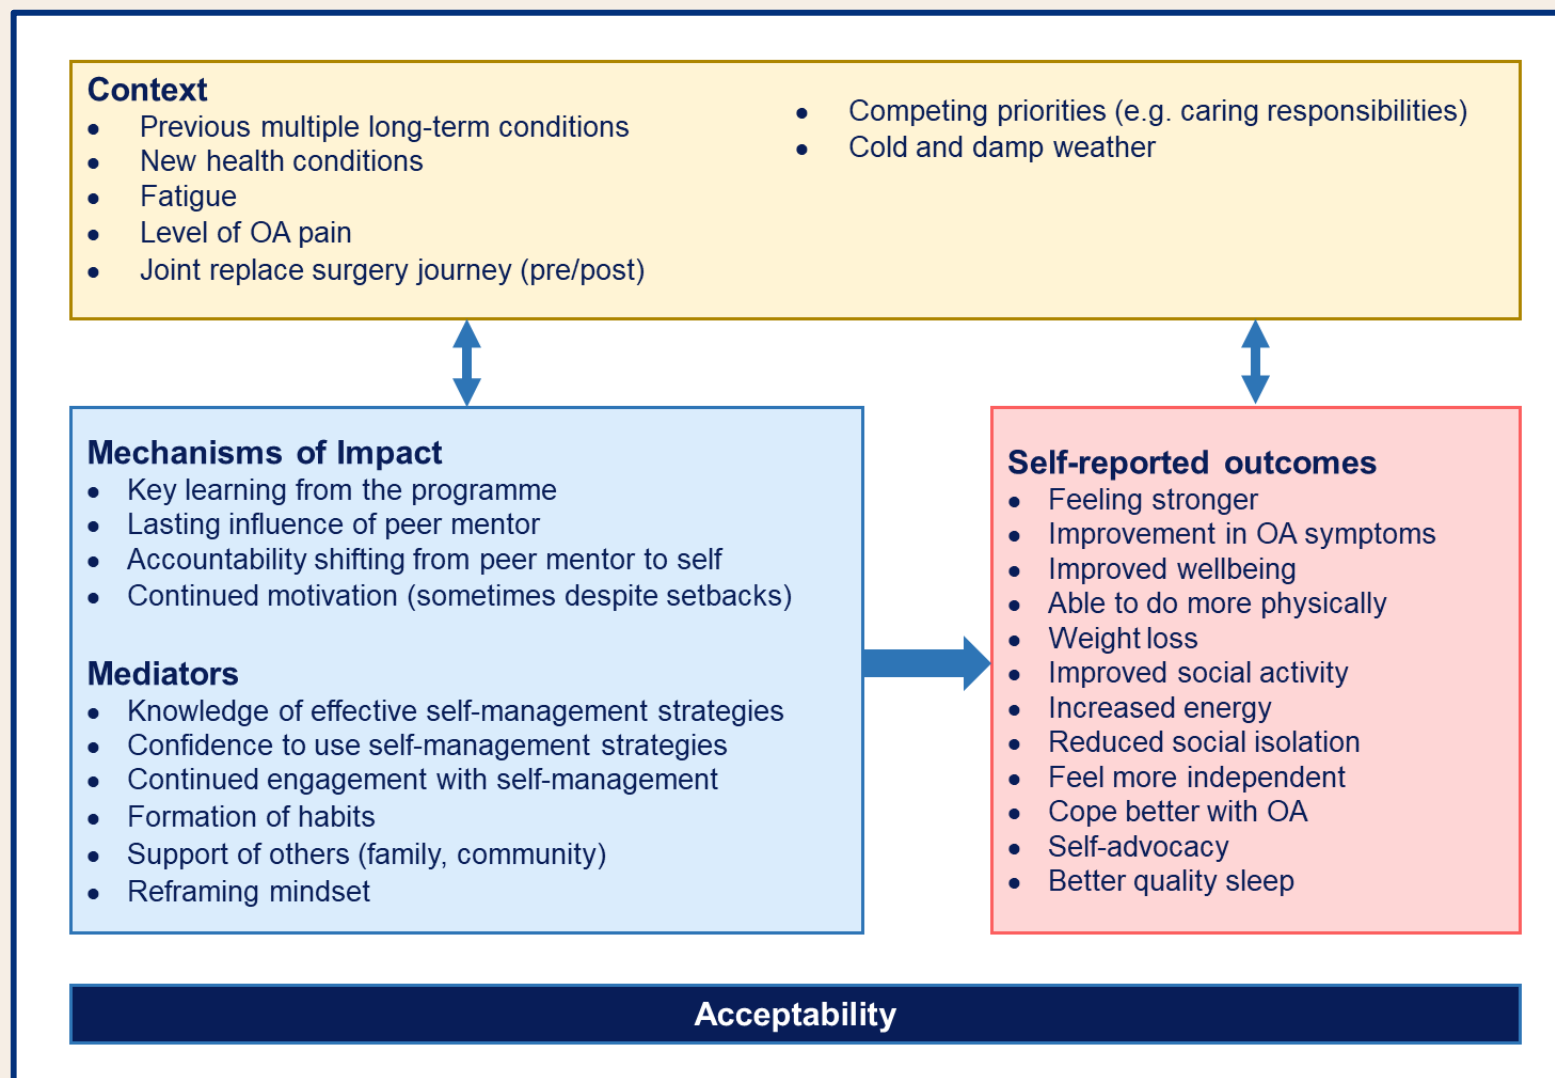 Context
• Previous multiple long-term conditions
• New health conditions
• Fatigue
• Level of OA pain
• Joint replace surgery journey (pre/post)
• Competing priorities (e.g. caring responsibilities)
• Cold and damp weather
Mechanisms of Impact
• Key learning from the programme
• Lasting influence of peer mentor
• Accountability shifting from peer mentor to self
• Continued motivation (sometimes despite setbacks)
Mediators
• Knowledge of effective self-management strategies
• Confidence to use self-management strategies
• Continued engagement with self-management
• Formation of habits
• Support of others (family, community)
• Reframing mindset
Self-reported outcomes
• Feeling stronger
• Improvement in OA symptoms
• Improved wellbeing
• Able to do more physically
• Weight loss
• Improved social activity
• Increased energy
• Reduced social isolation
• Feel more independent
• Cope better with OA
• Self-advocacy
• Better quality sleep
Acceptability